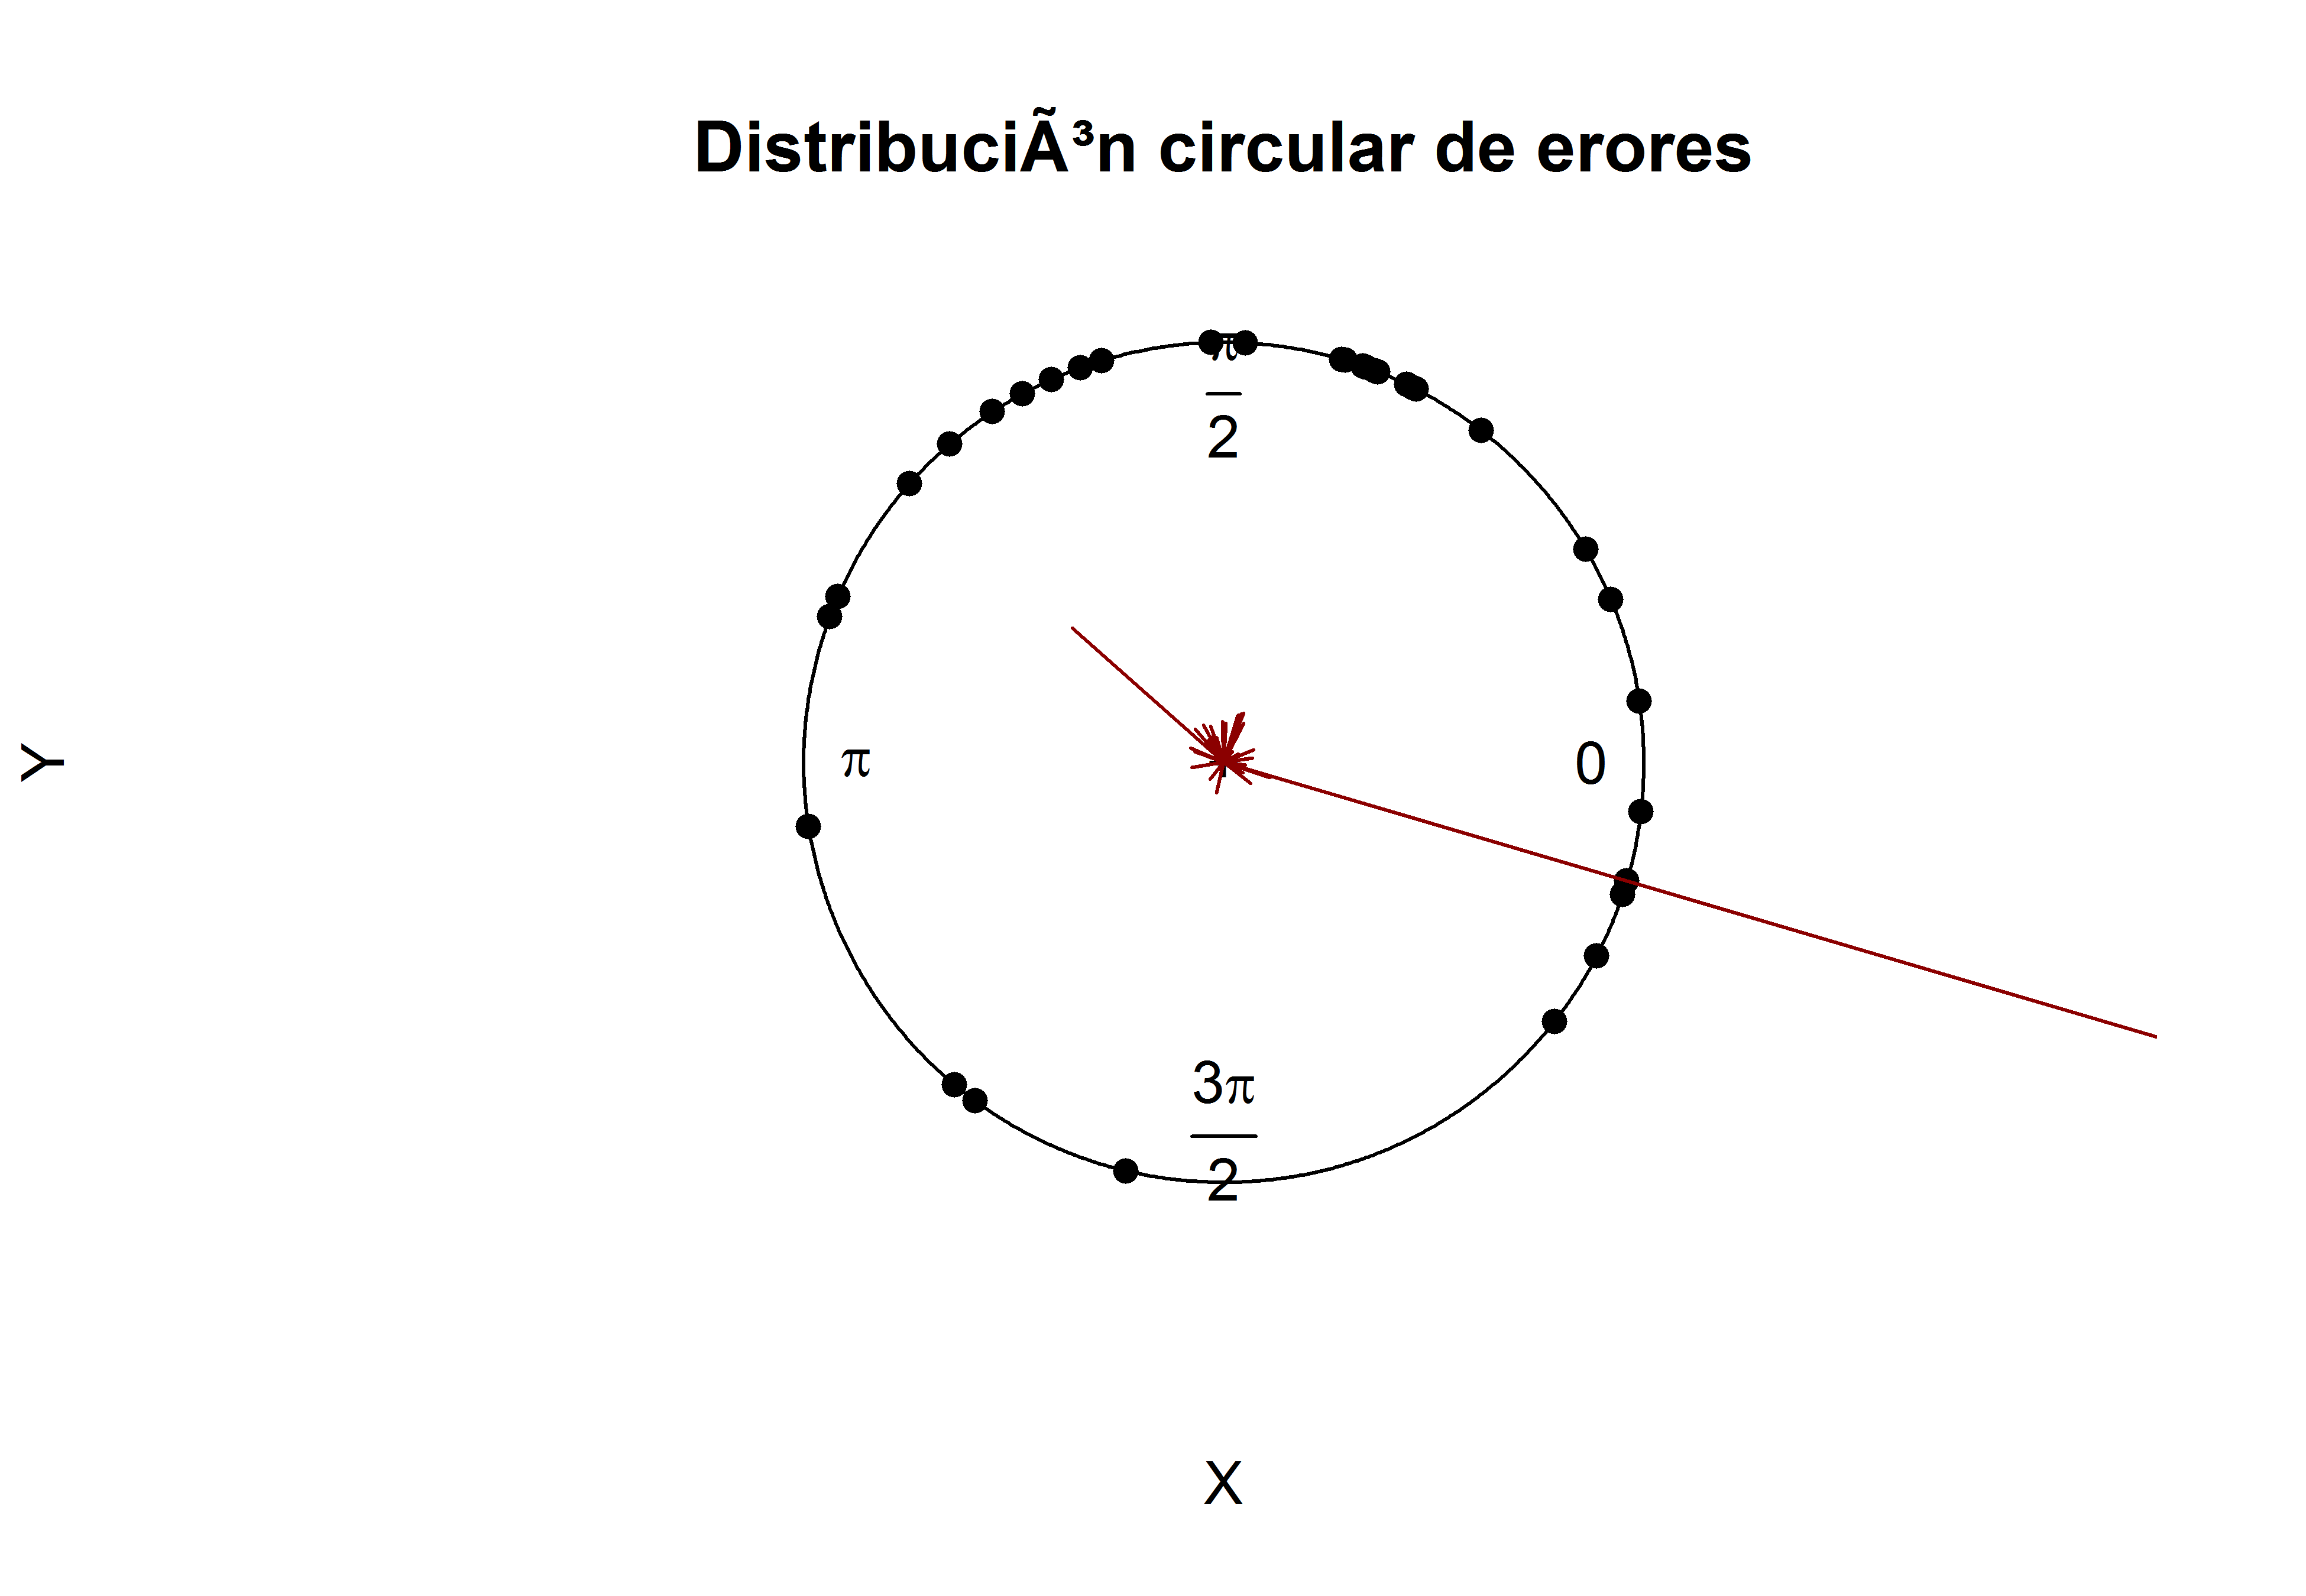 DistribuciÃ³n circular de erores
π
2
Y
π
0
3π
2
X